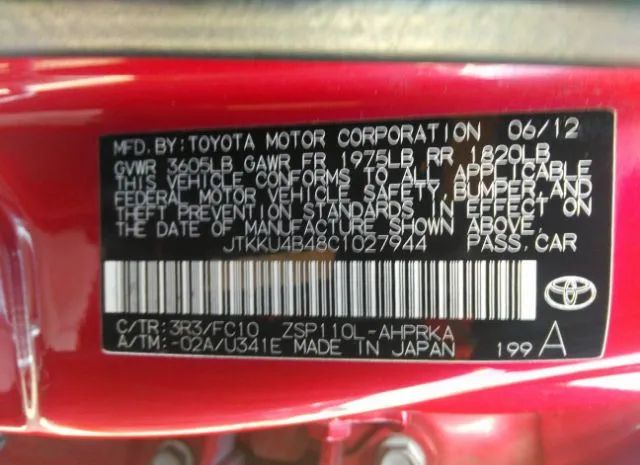 MFD. BY: TOYOTA MOTOR CORPORATION 06/12
GVWR 3605LB GAWR FR 1975LB RR 1820LB
THIS VEHICLE CONFORMS TO ALL APPLICABLE
FEDERAL MOTOR VEHICLE SAFETY, BUMPER, AND
THEFT PREVENTION STANDARDS IN EFFECT ON
THE DATE OF MANUFACTURE SHOWN ABOVE.
JTKKU4B48C1027944 PASS. CAR
C/TR: 3R3/FC10 ZSP110L-AHPRKA
A/TM: -02A/U341E MADE IN JAPAN 199 A